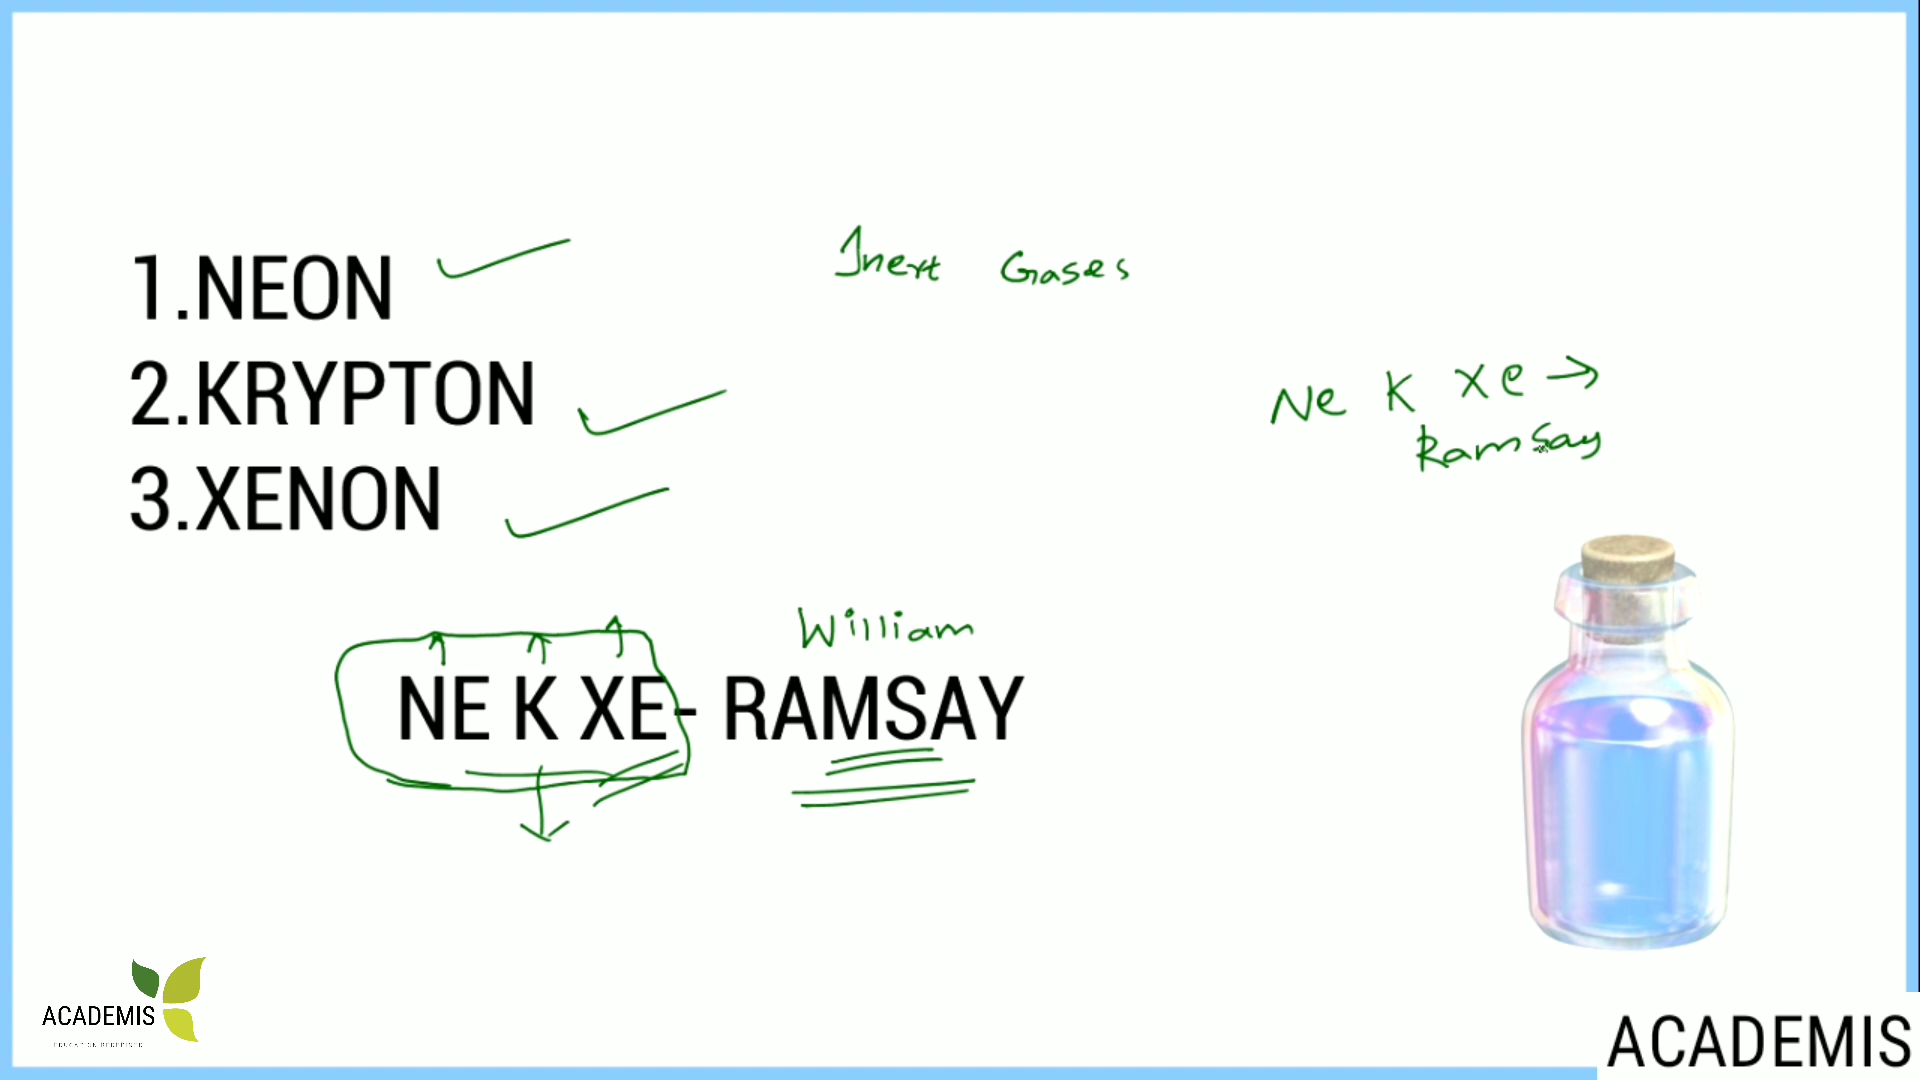 1.NEON
Inert Gases
2.KRYPTON
Ne K Xe →
Ramsay
3.XENON
William
NE K XE- RAMSAY
ACADEMIS
ACADEMIS